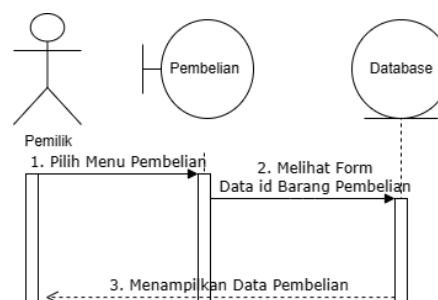 Pembelian
Database
Pemilik
1. Pilih Menu Pembelian
2. Melihat Form
Data id Barang Pembelian
3. Menampilkan Data Pembelian